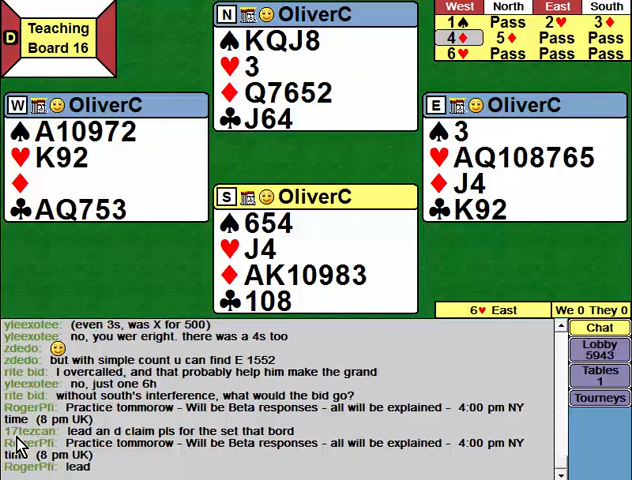 Teaching
Board 16
D
N OliverC
♠ KQJ8
♥ 3
♦ Q7652
♣ J64
West North East South
1♠ Pass 2♥ 3♦
4♦ 5♦ Pass Pass
6♥ Pass Pass Pass
W OliverC
♠ A10972
♥ K92
♦
♣ AQ753
E OliverC
♠ 3
♥ AQ108765
♦ J4
♣ K92
S OliverC
♠ 654
♥ J4
♦ AK10983
♣ 108
6♥ East We 0 They 0
yleexotee: (even 3s, was X for 500)
yleexotee: no, you wer eright. there was a 4s too
zdedo:
zdedo: but with simple count u can find E 1552
rite bid: I overcalled, and that probably help him make the grand
yleexotee: no, just one 6h
rite bid: without south's interference, what would the bid go?
RogerPfi: Practice tommorow - Will be Beta responses - all will be explained - 4:00 pm NY
time (8 pm UK)
17tezcan: lead an d claim pls for the set that bord
RogerPfi: Practice tommorow - Will be Beta responses - all will be explained - 4:00 pm NY
time (8 pm UK)
RogerPfi: lead
Chat
Lobby
5943
Tables
1
Tourneys